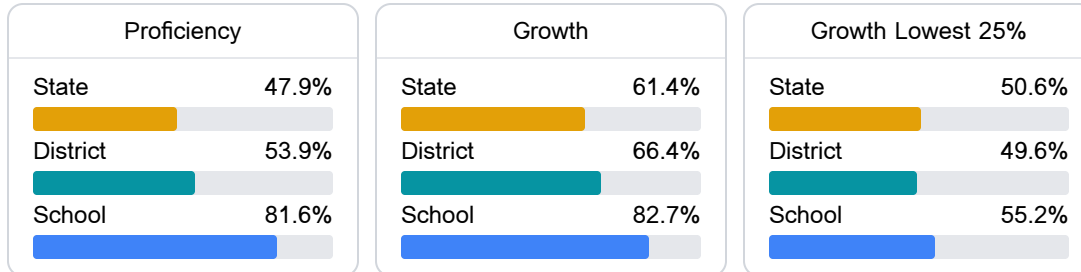 Proficiency
State 47.9%
District 53.9%
School 81.6%
Growth
State 61.4%
District 66.4%
School 82.7%
Growth Lowest 25%
State 50.6%
District 49.6%
School 55.2%